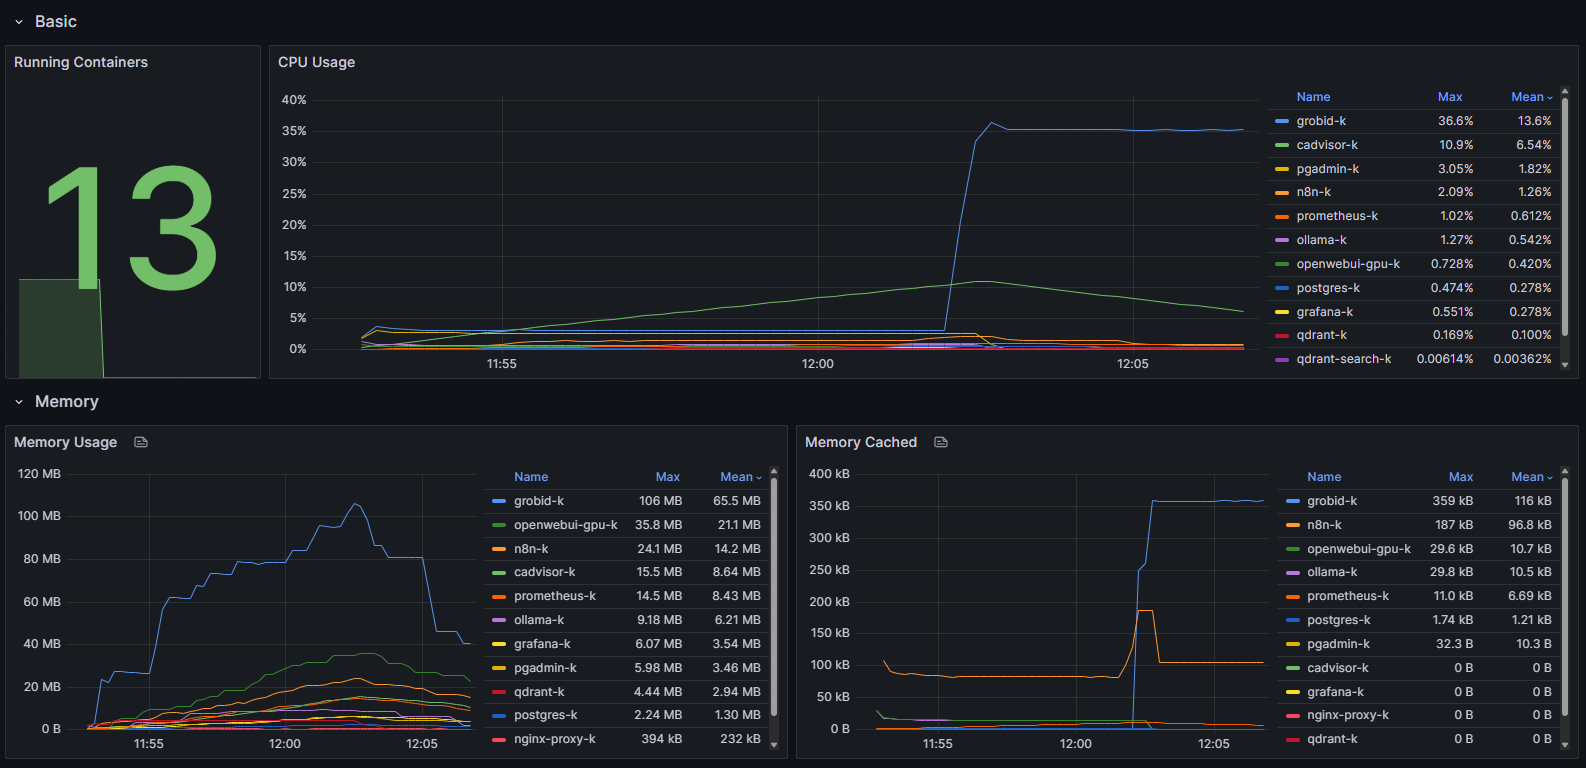 Basic
Running Containers
13
CPU Usage
40%
35%
30%
25%
20%
15%
10%
5%
0%
11:55 12:00 12:05
Name Max Mean
grobid-k 36.6% 13.6%
cadvisor-k 10.9% 6.54%
pgadmin-k 3.05% 1.82%
n8n-k 2.09% 1.26%
prometheus-k 1.02% 0.612%
ollama-k 1.27% 0.542%
openwebui-gpu-k 0.728% 0.420%
postgres-k 0.474% 0.278%
grafana-k 0.551% 0.278%
qdrant-k 0.169% 0.100%
qdrant-search-k 0.00614% 0.00362%
Memory
Memory Usage
120 MB
100 MB
80 MB
60 MB
40 MB
20 MB
0 B
11:55 12:00 12:05
Name Max Mean
grobid-k 106 MB 65.5 MB
openwebui-gpu-k 35.8 MB 21.1 MB
n8n-k 24.1 MB 14.2 MB
cadvisor-k 15.5 MB 8.64 MB
prometheus-k 14.5 MB 8.43 MB
ollama-k 9.18 MB 6.21 MB
grafana-k 6.07 MB 3.54 MB
pgadmin-k 5.98 MB 3.46 MB
qdrant-k 4.44 MB 2.94 MB
postgres-k 2.24 MB 1.30 MB
nginx-proxy-k 394 kB 232 kB
Memory Cached
400 kB
350 kB
300 kB
250 kB
200 kB
150 kB
100 kB
50 kB
0 B
11:55 12:00 12:05
Name Max Mean
grobid-k 359 kB 116 kB
n8n-k 187 kB 96.8 kB
openwebui-gpu-k 29.6 kB 10.7 kB
ollama-k 29.8 kB 10.5 kB
prometheus-k 11.0 kB 6.69 kB
postgres-k 1.74 kB 1.21 kB
pgadmin-k 32.3 B 10.3 B
cadvisor-k 0 B 0 B
grafana-k 0 B 0 B
nginx-proxy-k 0 B 0 B
qdrant-k 0 B 0 B